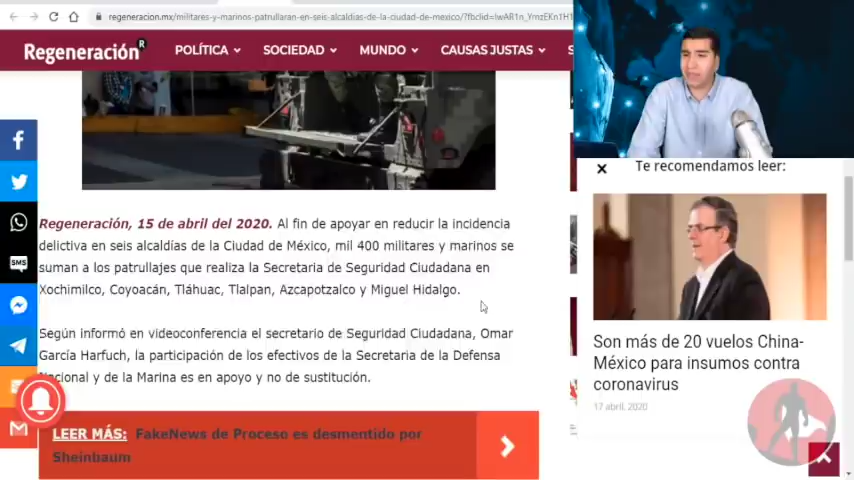 regeneracion.mx/militares-y-marinos-patrullaran-en-seis-alcaldias-de-la-ciudad-de-mexico/?fbclid=IwAR1n_YrnzEKn1H1
Regeneración R
POLÍTICA
SOCIEDAD
MUNDO
CAUSAS JUSTAS
S
Te recomendamos leer:
Regeneración, 15 de abril del 2020. Al fin de apoyar en reducir la incidencia
delictiva en seis alcaldías de la Ciudad de México, mil 400 militares y marinos se
suman a los patrullajes que realiza la Secretaria de Seguridad Ciudadana en
Xochimilco, Coyoacán, Tláhuac, Tlalpan, Azcapotzalco y Miguel Hidalgo.
Según informó en videoconferencia el secretario de Seguridad Ciudadana, Omar
García Harfuch, la participación de los efectivos de la Secretaria de la Defensa
Nacional y de la Marina es en apoyo y no de sustitución.
LEER MÁS: FakeNews de Proceso es desmentido por
Sheinbaum
SMS
Son más de 20 vuelos China-
México para insumos contra
coronavirus
17 abril, 2020